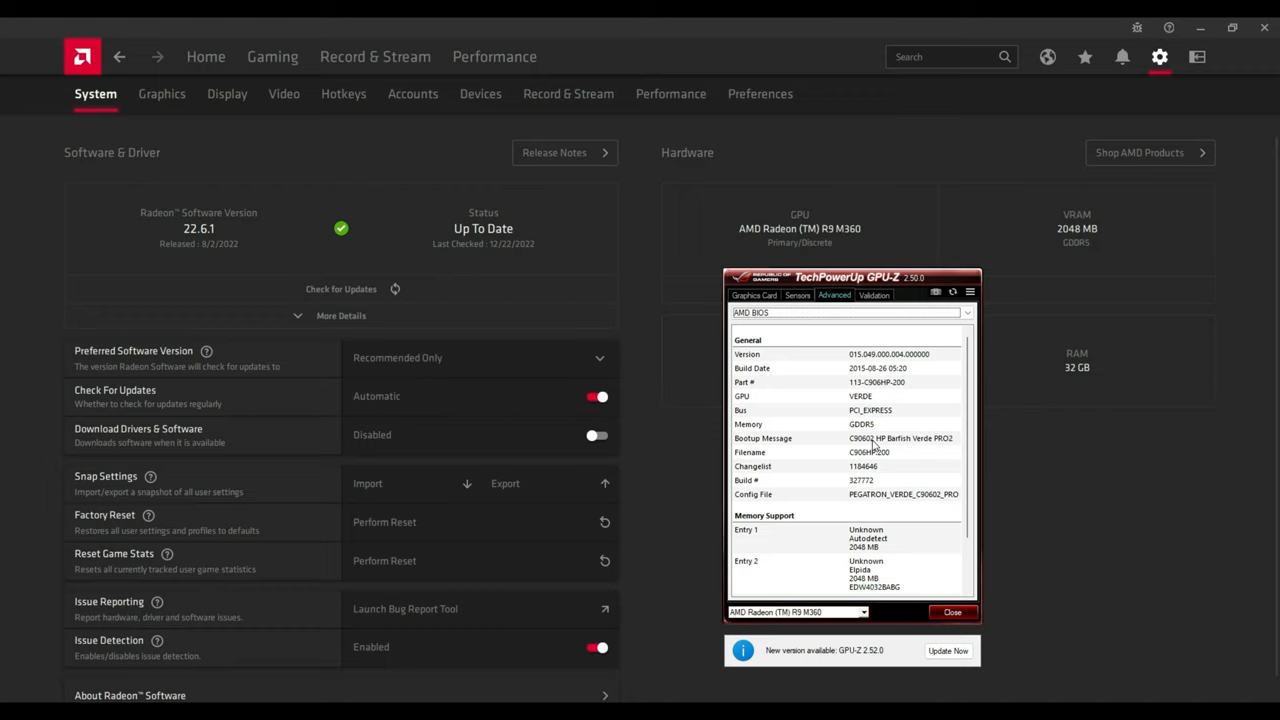 Home Gaming Record & Stream Performance Search
System Graphics Display Video Hotkeys Accounts Devices Record & Stream Performance Preferences
Software & Driver
Release Notes
Radeon™ Software Version
22.6.1
Released : 8/2/2022
Status
Up To Date
Last Checked : 12/22/2022
Check for Updates
More Details
Preferred Software Version
The version Radeon Software will check for updates to
Recommended Only
Check For Updates
Whether to check for updates regularly
Automatic
Download Drivers & Software
Downloads software when it is available
Disabled
Snap Settings
Import/export a snapshot of all user settings
Import
Export
Factory Reset
Restores all user settings and profiles to defaults
Perform Reset
Reset Game Stats
Resets all currently tracked user game statistics
Perform Reset
Issue Reporting
Report hardware, driver and software issues.
Launch Bug Report Tool
Issue Detection
Enables/disables issue detection.
Enabled
About Radeon™ Software
Hardware
Shop AMD Products
GPU
AMD Radeon (TM) R9 M360
Primary/Discrete
VRAM
2048 MB
GDDR5
RAM
32 GB
REPUBLIC OF
GAMERS
TechPowerUp GPU-Z 2.50.0
Graphics Card Sensors Advanced Validation
AMD BIOS
General
Version 015.049.000.004.000000
Build Date 2015-08-26 05:20
Part # 113-C906HP-200
GPU VERDE
Bus PCI_EXPRESS
Memory GDDR5
Bootup Message C90602 HP Barfish Verde PRO2
Filename C906HP.200
Changelist 1184646
Build # 327772
Config File PEGATRON_VERDE_C90602_PRO
Memory Support
Entry 1 Unknown
Autodetect
2048 MB
Entry 2 Unknown
Elpida
2048 MB
EDW4032BABG
AMD Radeon (TM) R9 M360
Close
New version available: GPU-Z 2.52.0
Update Now